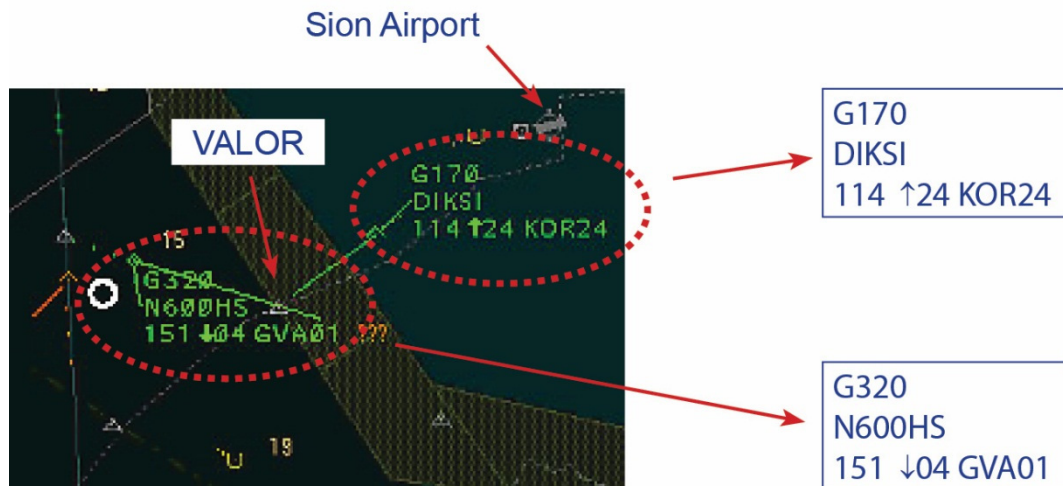 Sion Airport
VALOR
G170
DIKSI
114 ↑24 KOR24
15
G320
N600HS
151 ↓04 GVA01 ???
19
G170
DIKSI
114 ↑24 KOR24
G320
N600HS
151 ↓04 GVA01